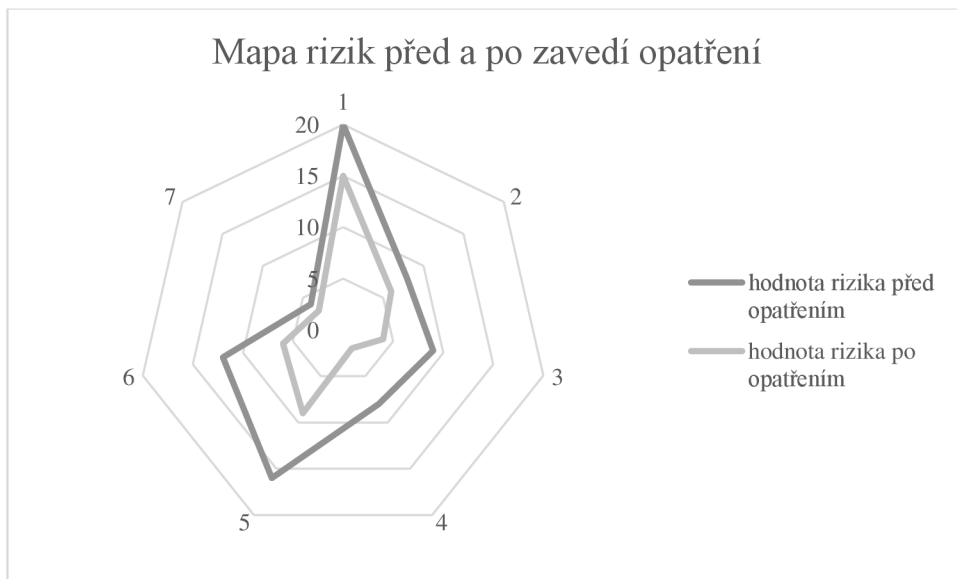 Mapa rizik před a po zavedí opatření
1
20
15
10
5
0
7
2
6
3
5
4
hodnota rizika před
opatřením
hodnota rizika po
opatřením